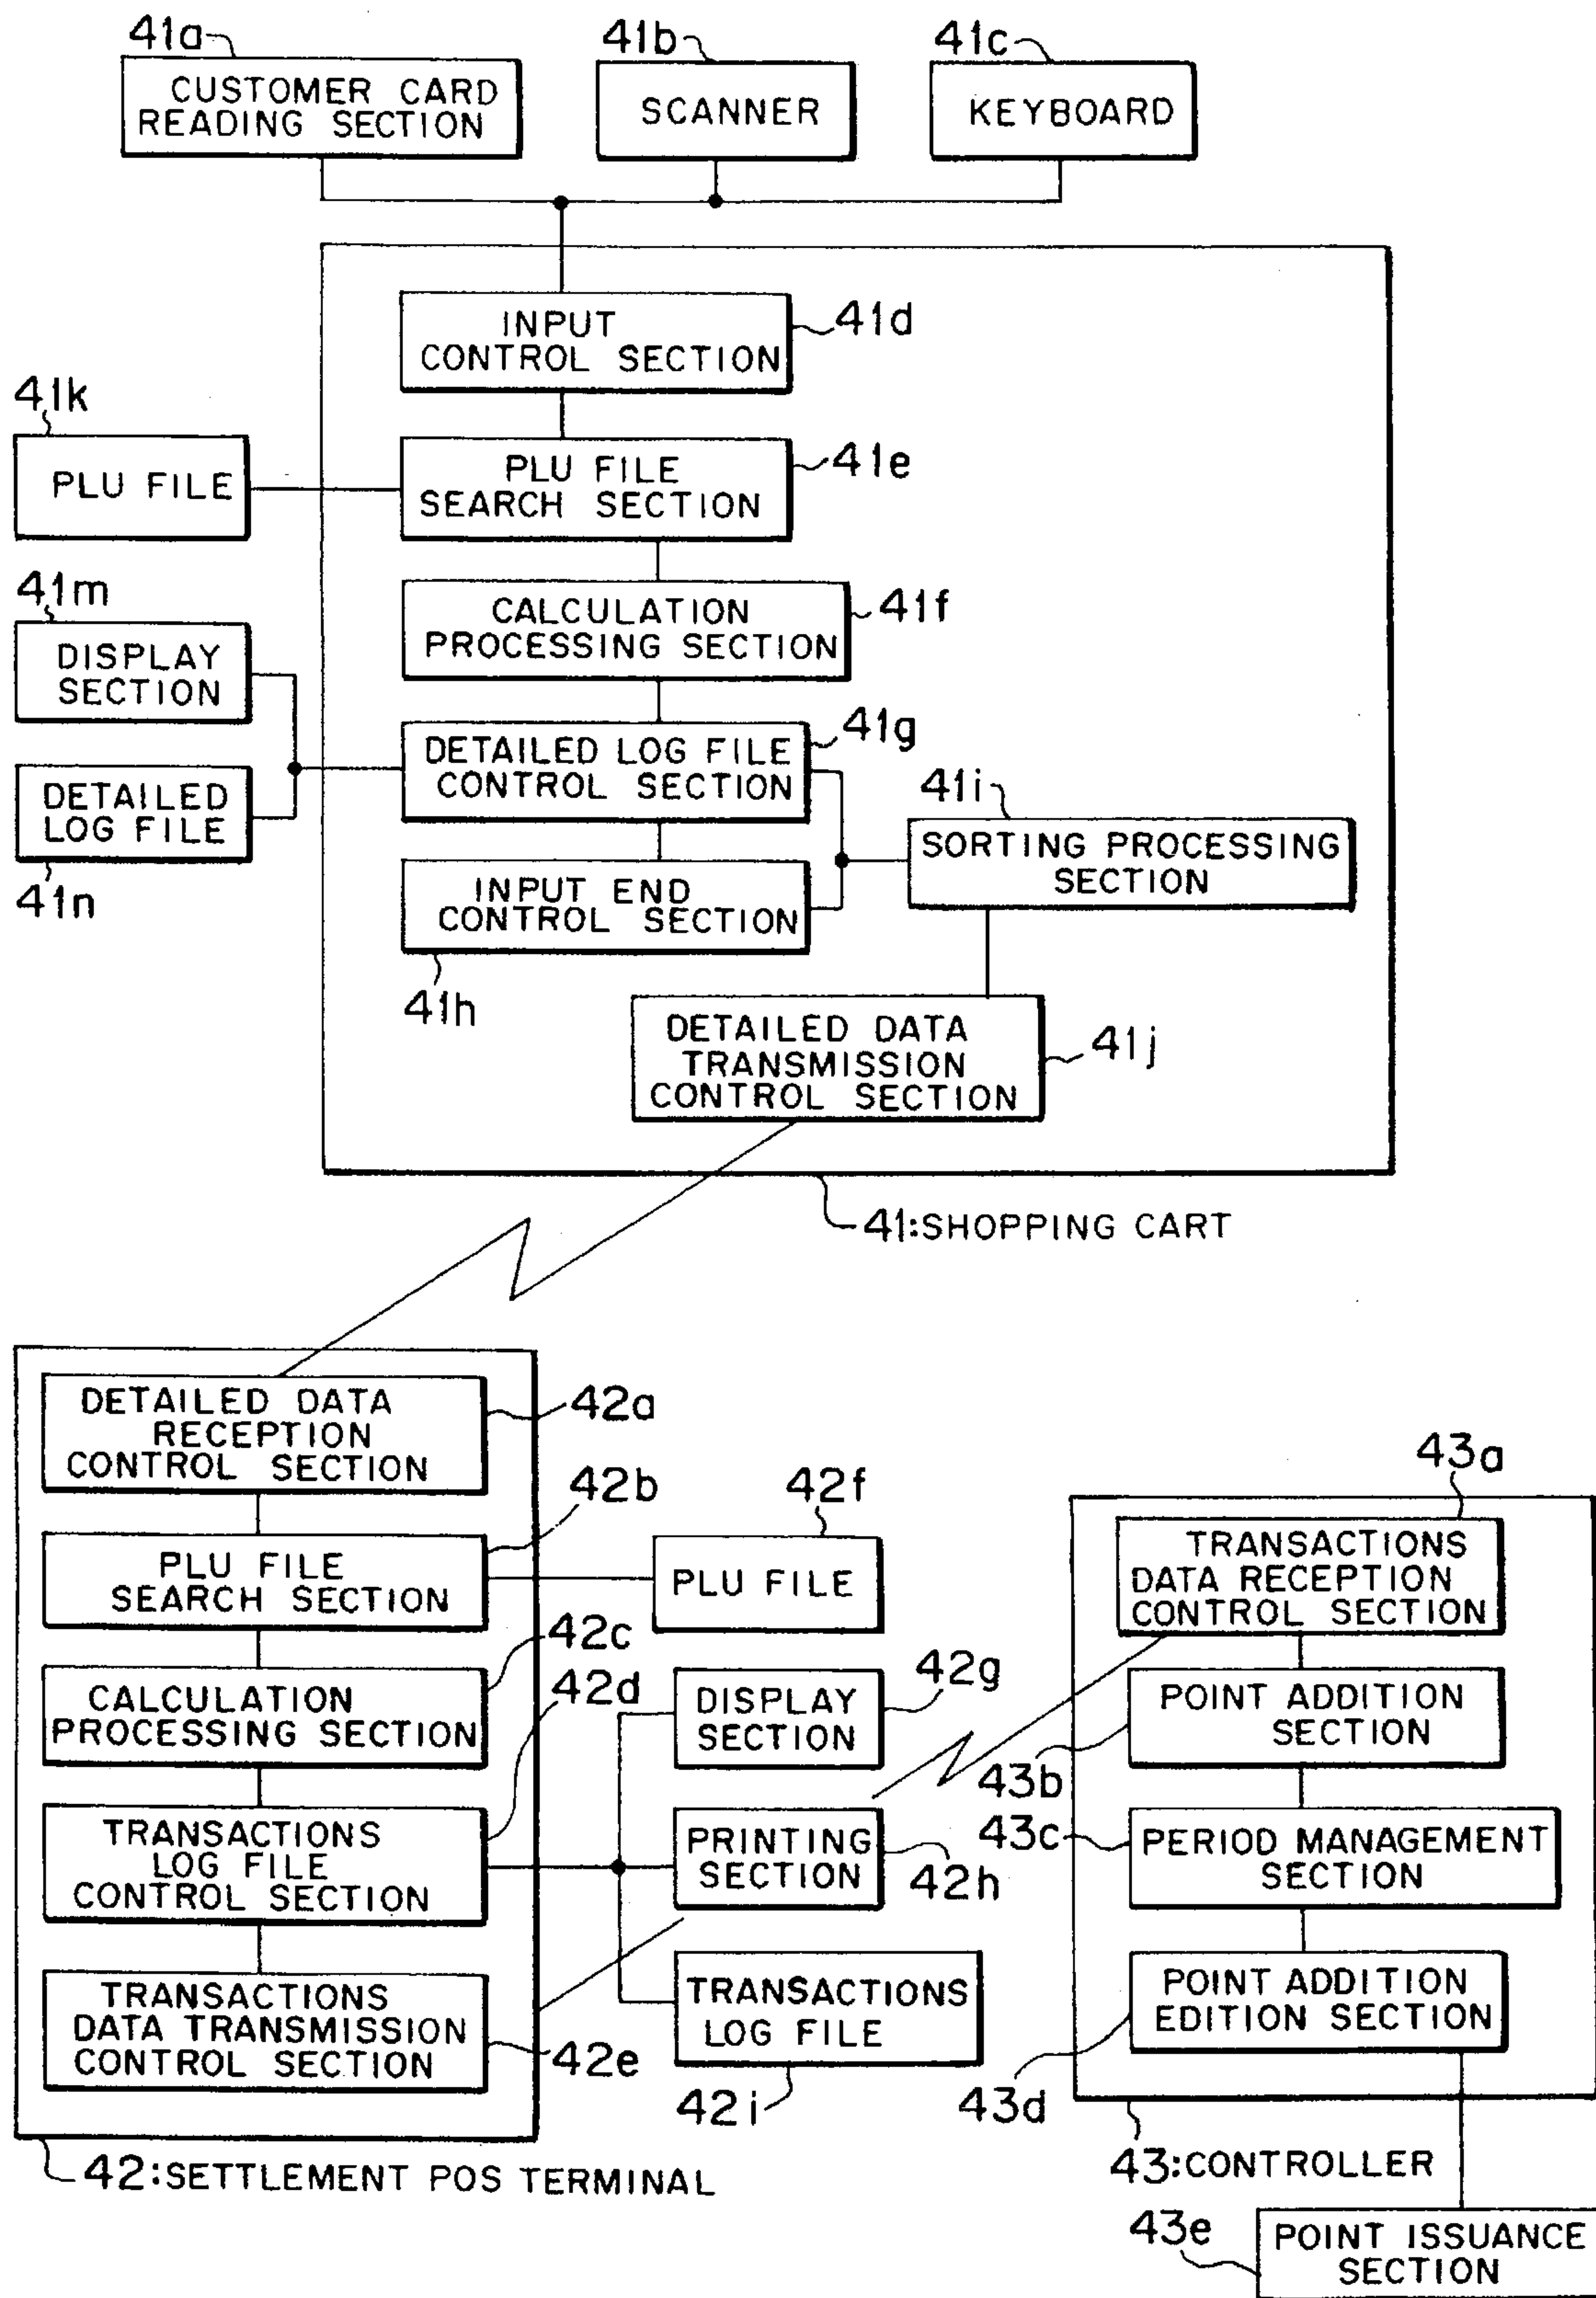 41a
CUSTOMER CARD
READING SECTION
41b
SCANNER
41c
KEYBOARD
INPUT
CONTROL SECTION
41d
41k
PLU FILE
PLU FILE
SEARCH SECTION
41e
41m
DISPLAY
SECTION
CALCULATION
PROCESSING SECTION
41f
DETAILED
LOG FILE
41n
DETAILED LOG FILE
CONTROL SECTION
41g
INPUT END
CONTROL SECTION
41h
41i
SORTING PROCESSING
SECTION
DETAILED DATA
TRANSMISSION
CONTROL SECTION
41j
41:SHOPPING CART
DETAILED DATA
RECEPTION
CONTROL SECTION
42a
PLU FILE
SEARCH SECTION
42b
42f
PLU FILE
CALCULATION
PROCESSING SECTION
42c
42d
DISPLAY
SECTION
42g
TRANSACTIONS
LOG FILE
CONTROL SECTION
PRINTING
SECTION
42h
TRANSACTIONS
DATA TRANSMISSION
CONTROL SECTION
42e
TRANSACTIONS
LOG FILE
42i
42:SETTLEMENT POS TERMINAL
43a
TRANSACTIONS
DATA RECEPTION
CONTROL SECTION
POINT ADDITION
SECTION
43b
43c
PERIOD MANAGEMENT
SECTION
POINT ADDITION
EDITION SECTION
43d
43:CONTROLLER
43e
POINT ISSUANCE
SECTION